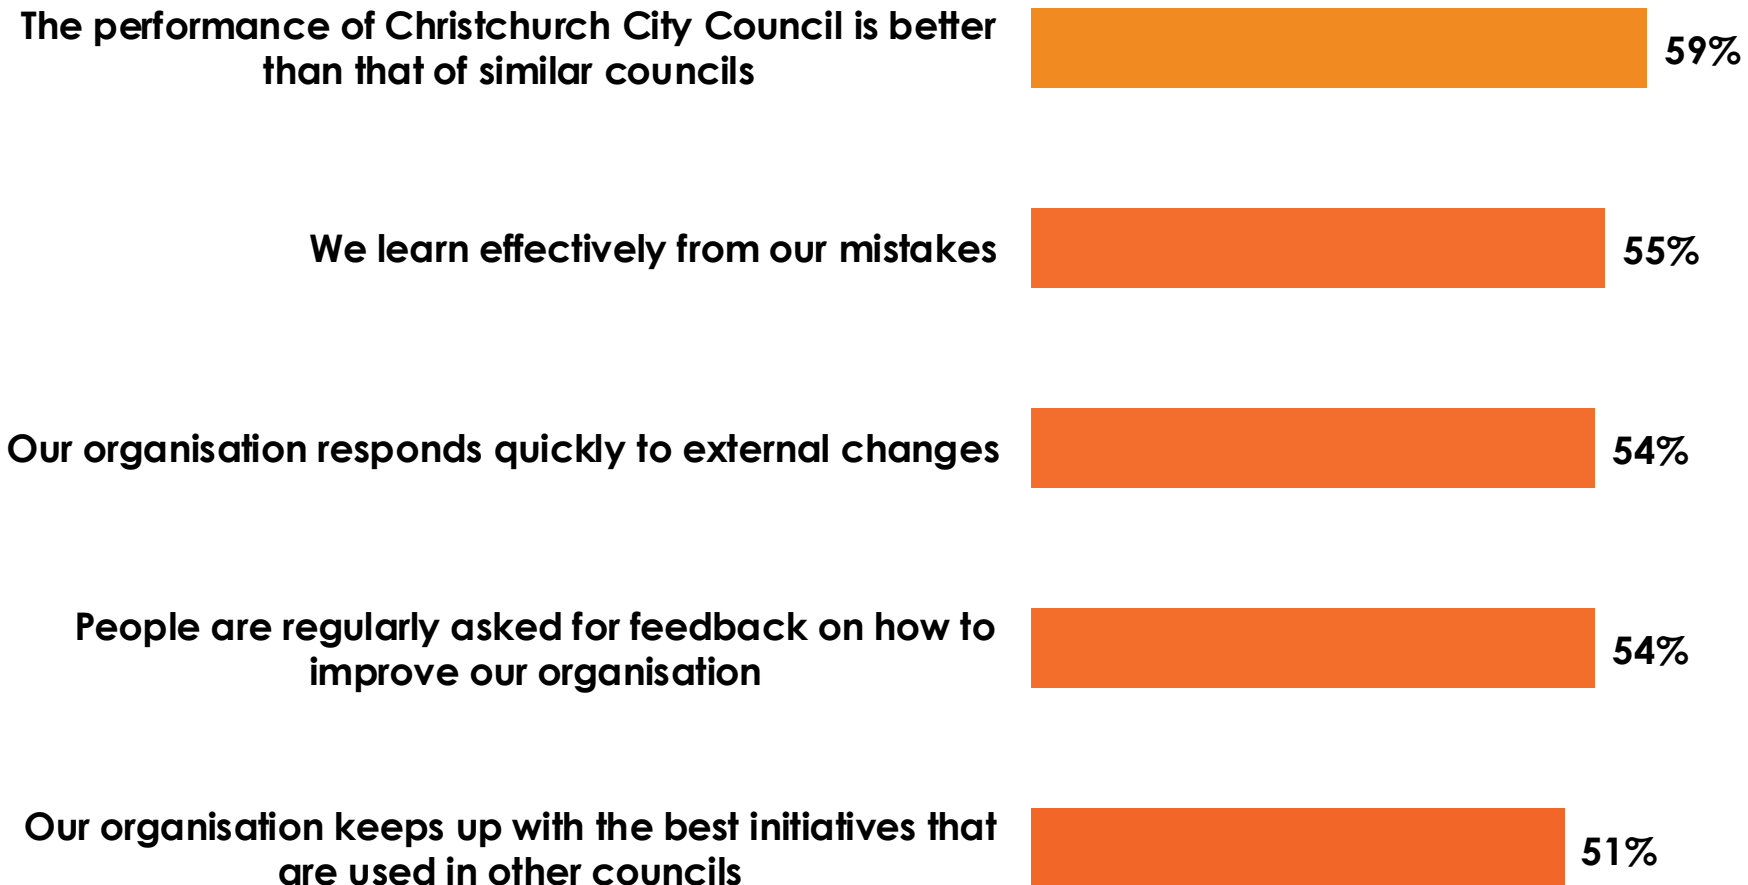 The performance of Christchurch City Council is better
than that of similar councils
59%
We learn effectively from our mistakes
55%
Our organisation responds quickly to external changes
54%
People are regularly asked for feedback on how to
improve our organisation
54%
Our organisation keeps up with the best initiatives that
are used in other councils
51%